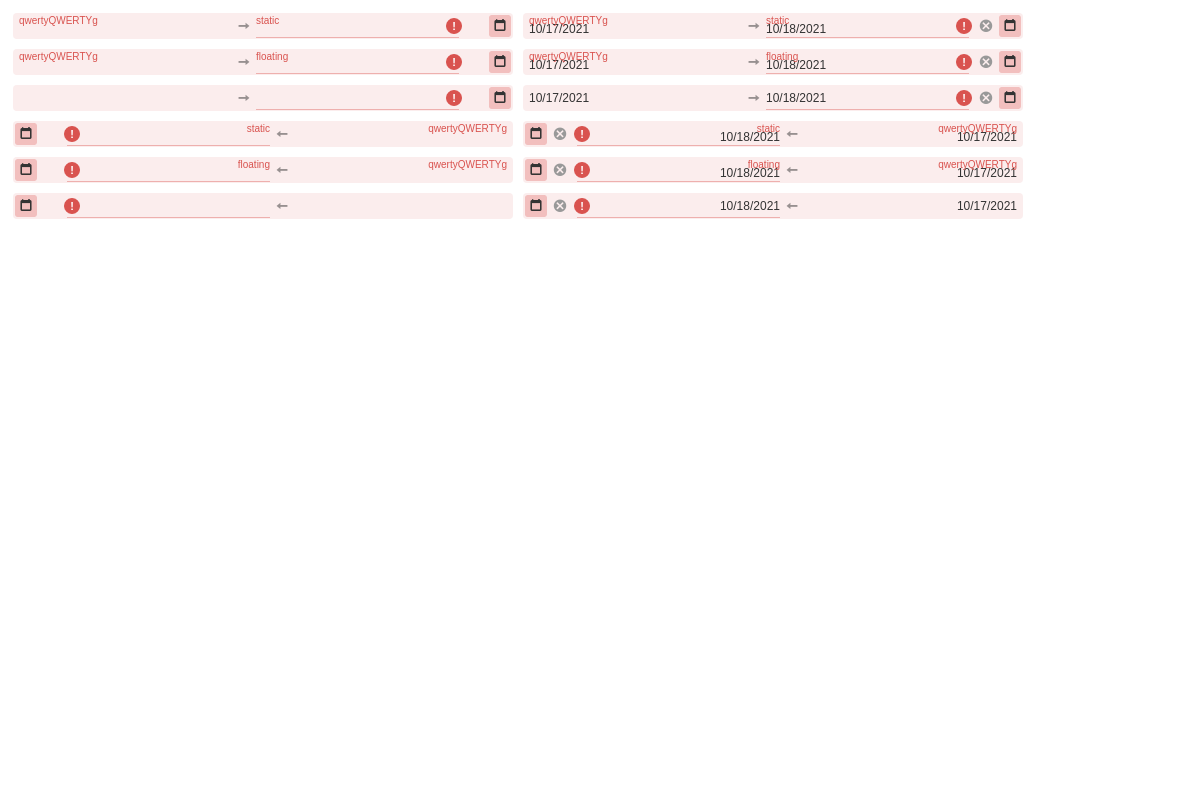 qwertyQWERTYg static qwertyQWERTYg static
10/17/2021 10/18/2021
qwertyQWERTYg floating qwertyQWERTYg floating
10/17/2021 10/18/2021
10/17/2021 10/18/2021
static qwertyQWERTYg static qwertyQWERTYg
10/18/2021 10/17/2021
floating qwertyQWERTYg floating qwertyQWERTYg
10/18/2021 10/17/2021
10/18/2021 10/17/2021